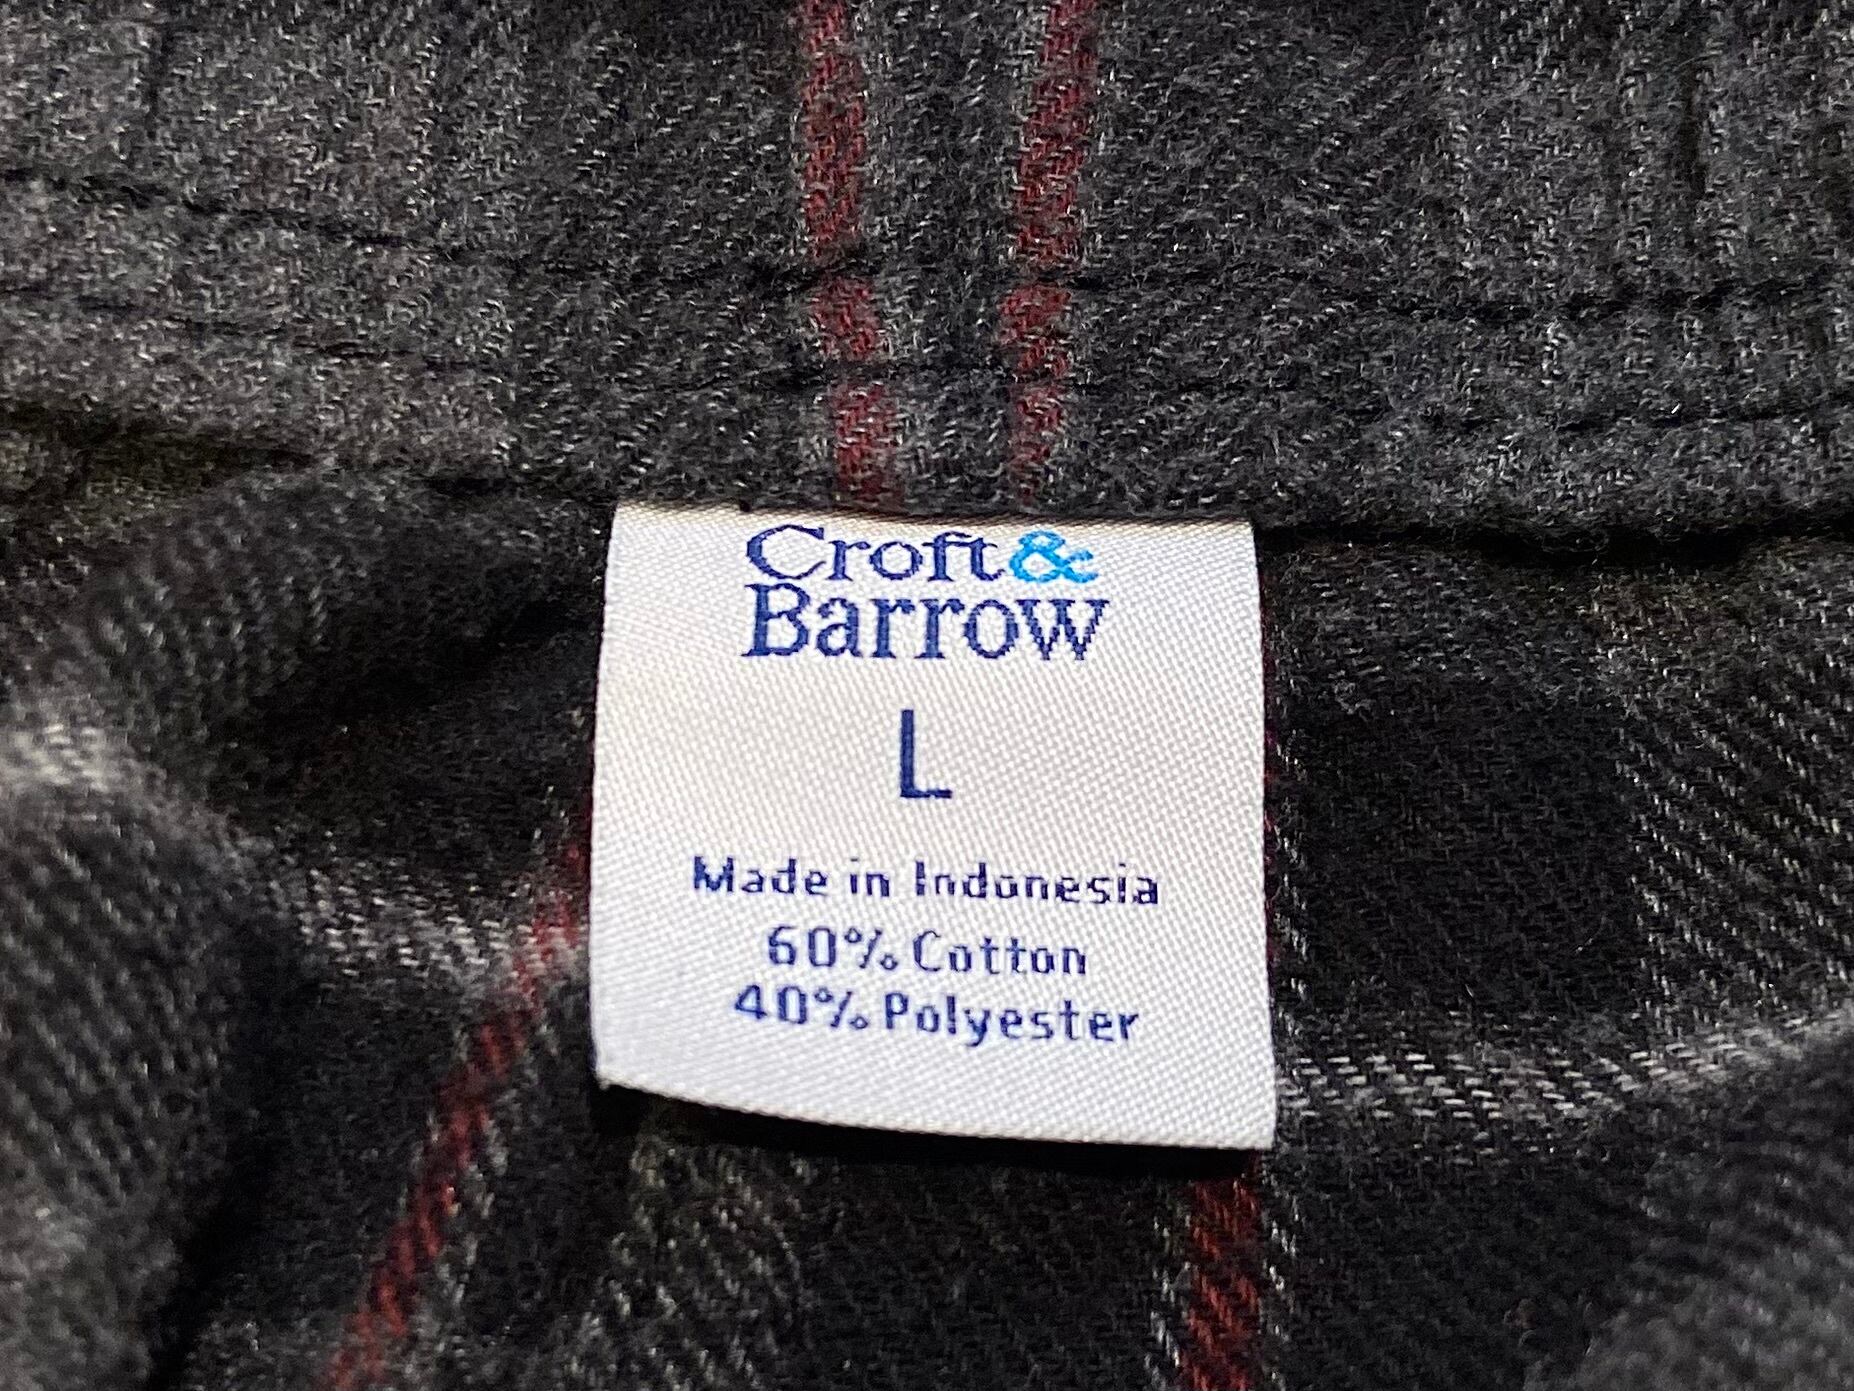 Croft&
Barrow
L
Made in Indonesia
60% Cotton
40% Polyester